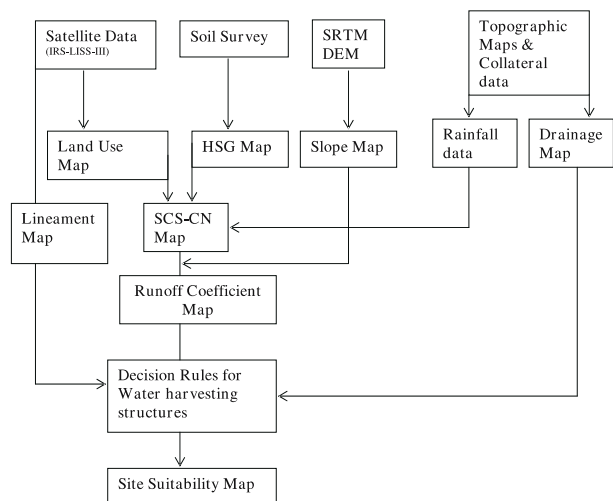 Satellite Data
(IRS-LISS-III)
Soil Survey
SRTM
DEM
Topographic
Maps &
Collateral
data
Land Use
Map
HSG Map
Slope Map
Rainfall
data
Drainage
Map
Lineament
Map
SCS-CN
Map
Runoff Coefficient
Map
Decision Rules for
Water harvesting
structures
Site Suitability Map